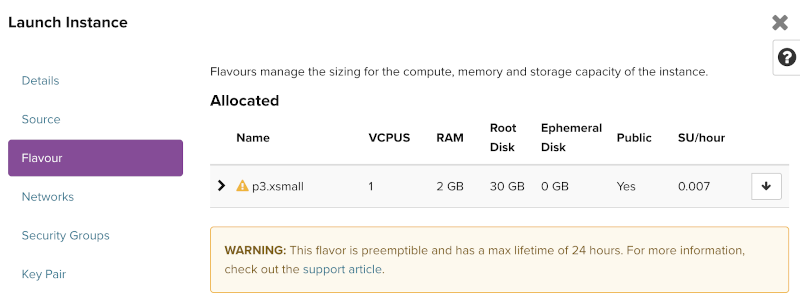 Launch Instance
Details
Source
Flavour
Networks
Security Groups
Key Pair
Flavours manage the sizing for the compute, memory and storage capacity of the instance.
Allocated
Name VCPUS RAM Root Disk Ephemeral Disk Public SU/hour
p3.xsmall 1 2 GB 30 GB 0 GB Yes 0.007
WARNING: This flavor is preemptible and has a max lifetime of 24 hours. For more information,
check out the support article.